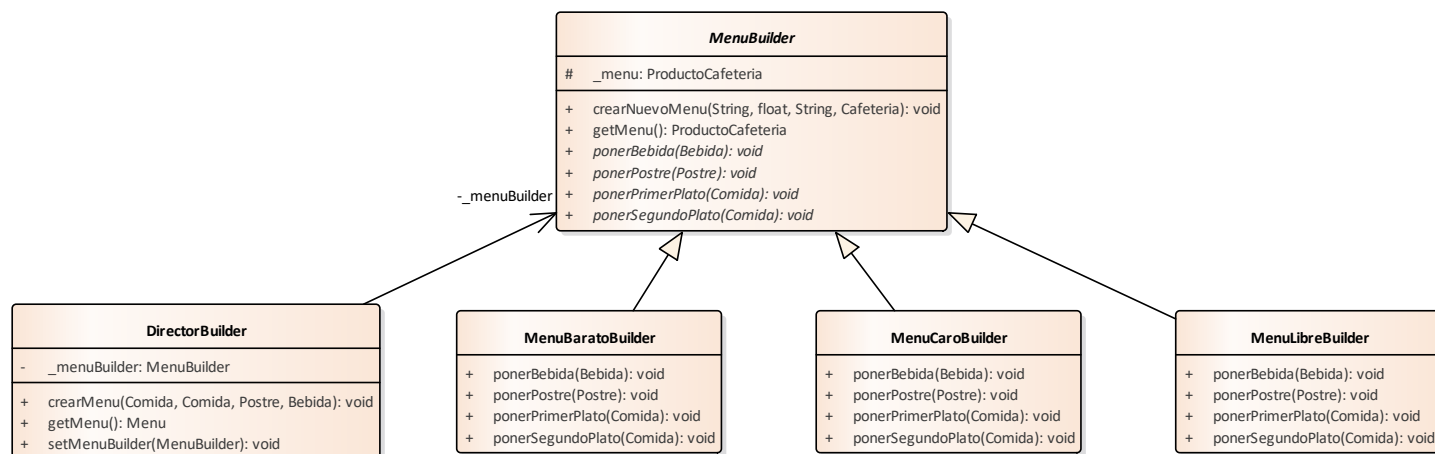 MenuBuilder
# _menu: ProductoCafeteria
+ crearNuevoMenu(String, float, String, Cafeteria): void
+ getMenu(): ProductoCafeteria
+ ponerBebida(Bebida): void
+ ponerPostre(Postre): void
+ ponerPrimerPlato(Comida): void
+ ponerSegundoPlato(Comida): void
-_menuBuilder
DirectorBuilder
- _menuBuilder: MenuBuilder
+ crearMenu(Comida, Comida, Postre, Bebida): void
+ getMenu(): Menu
+ setMenuBuilder(MenuBuilder): void
MenuBaratoBuilder
+ ponerBebida(Bebida): void
+ ponerPostre(Postre): void
+ ponerPrimerPlato(Comida): void
+ ponerSegundoPlato(Comida): void
MenuCaroBuilder
+ ponerBebida(Bebida): void
+ ponerPostre(Postre): void
+ ponerPrimerPlato(Comida): void
+ ponerSegundoPlato(Comida): void
MenuLibreBuilder
+ ponerBebida(Bebida): void
+ ponerPostre(Postre): void
+ ponerPrimerPlato(Comida): void
+ ponerSegundoPlato(Comida): void